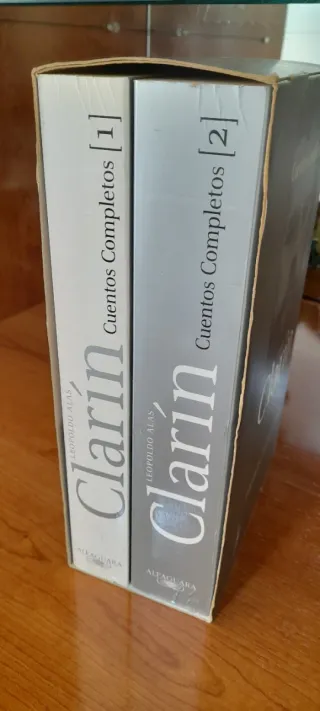 LEOPOLDO ALAS
Clarín
Cuentos Completos [1]
ALFAGUARA
LEOPOLDO ALAS
Clarín
Cuentos Completos [2]
ALFAGUARA